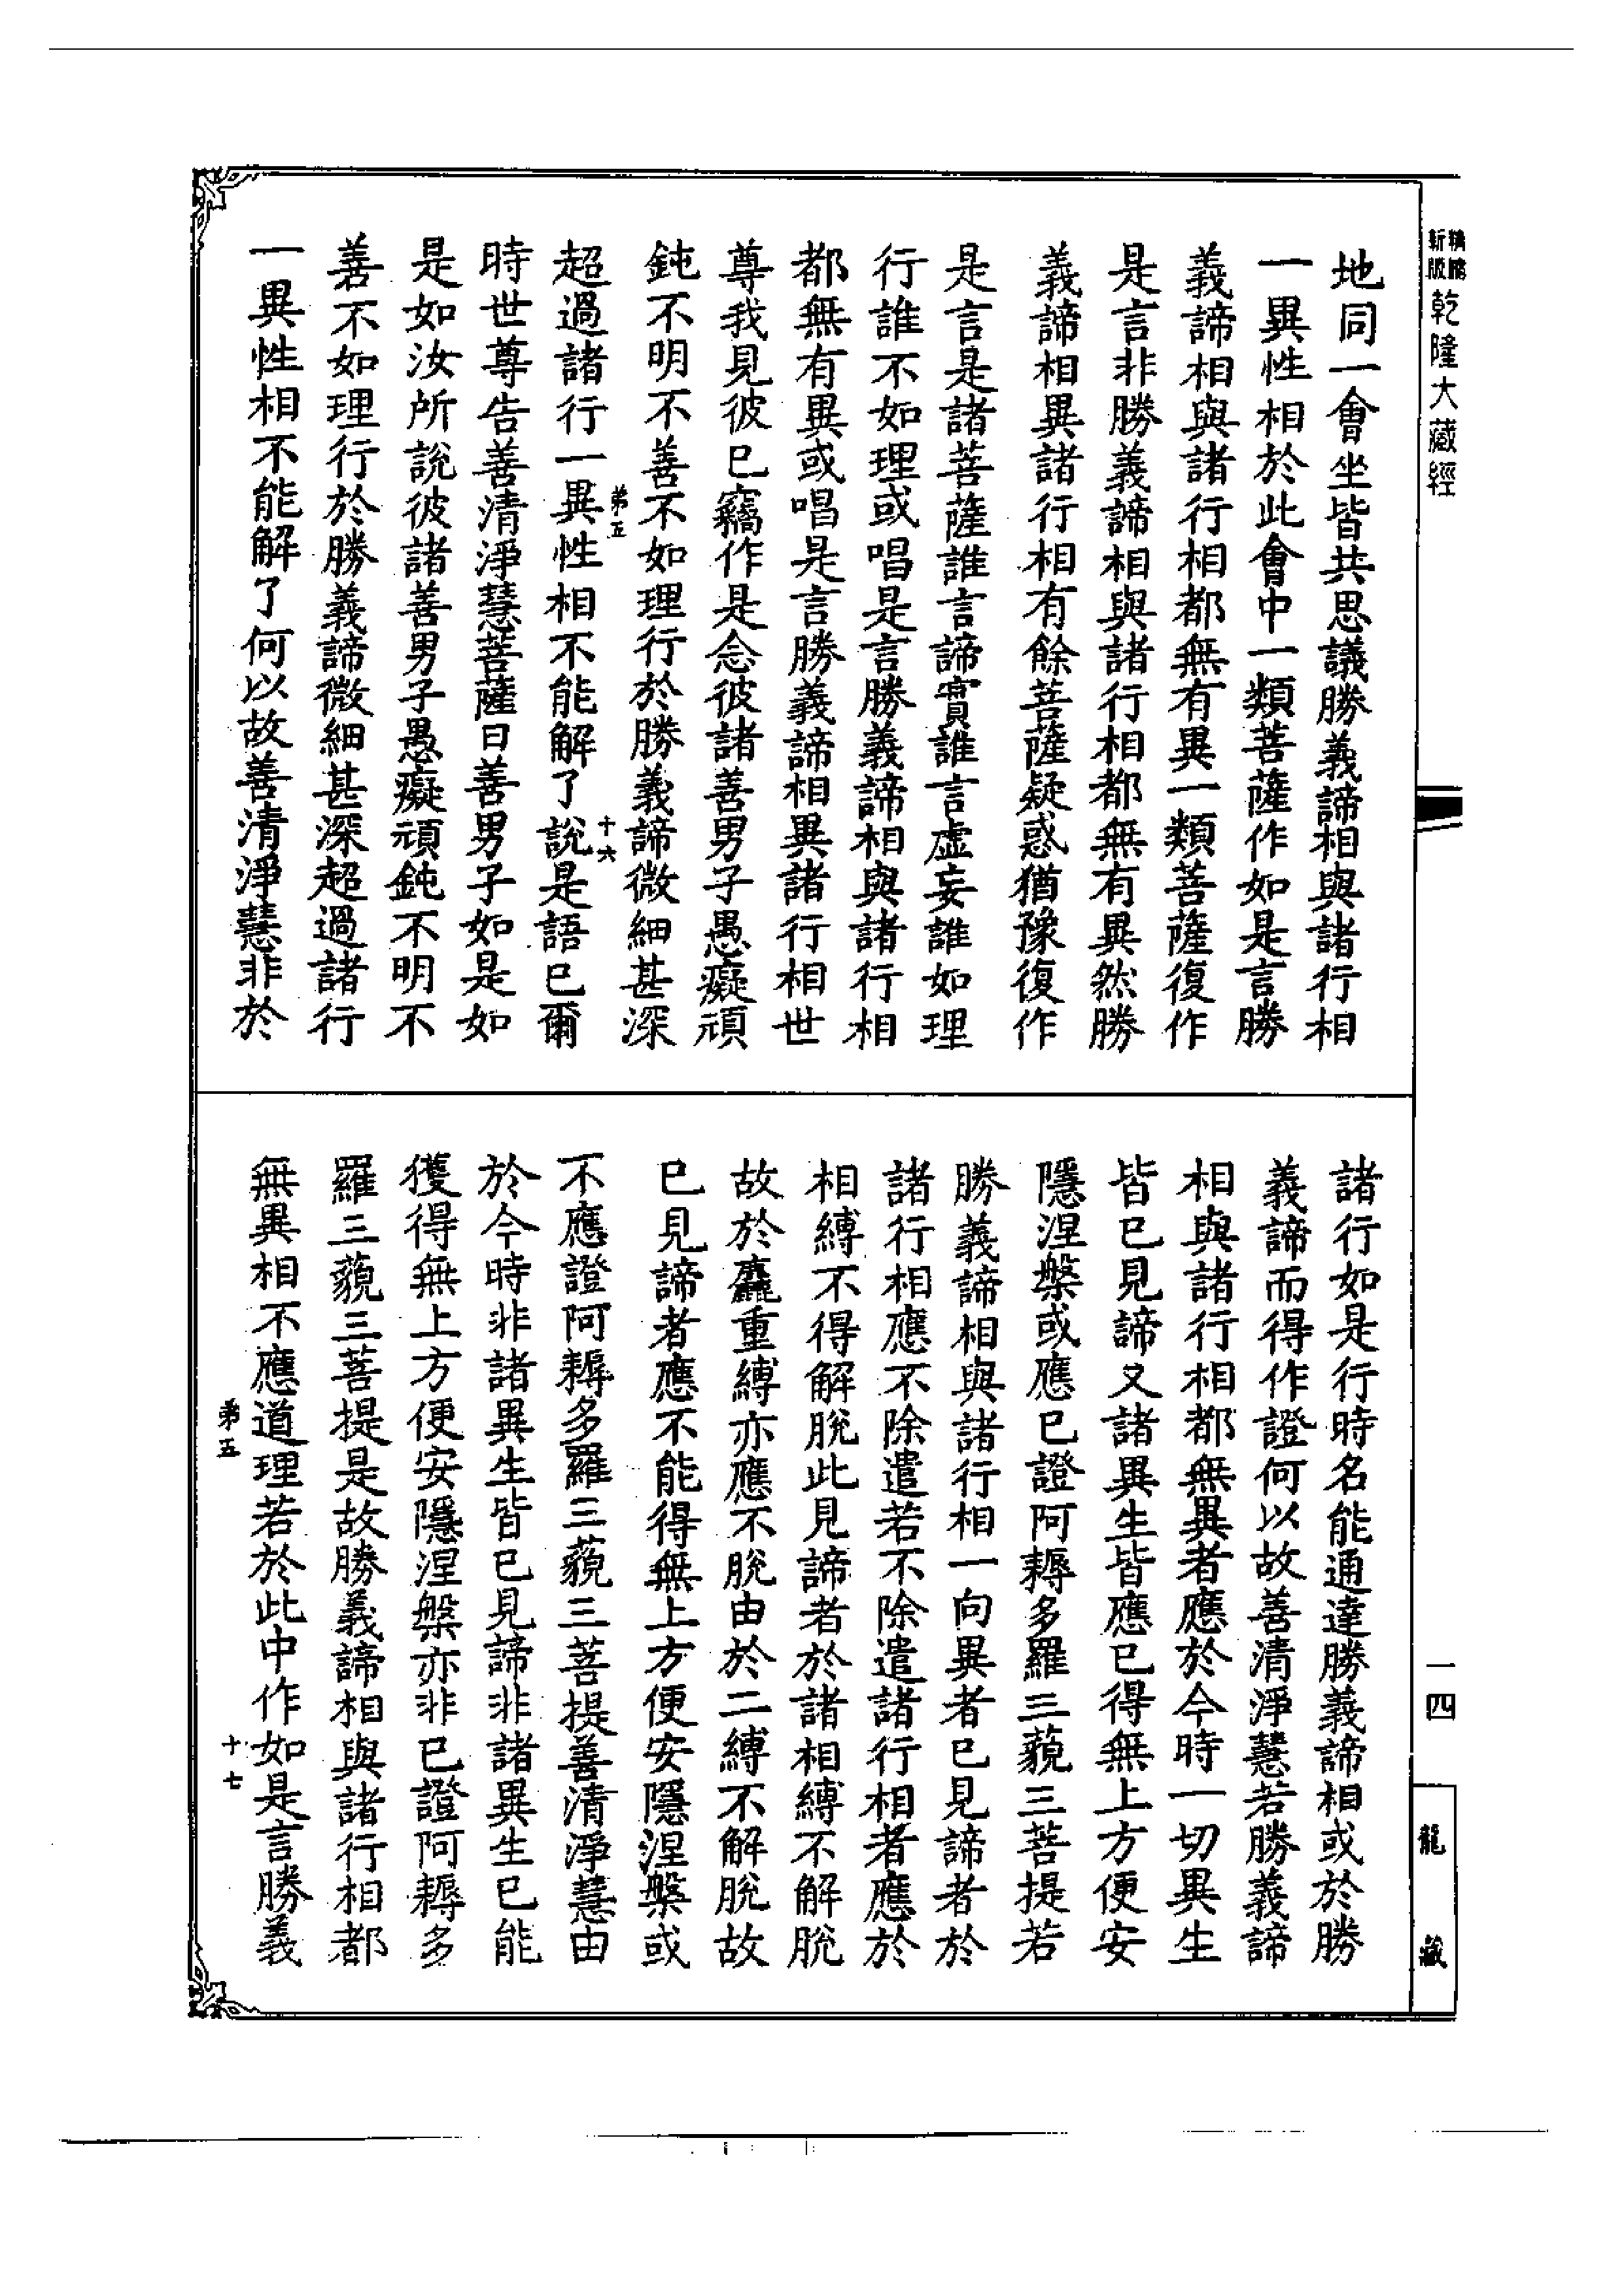 精縮
新版
乾隆大藏經
地同一會坐皆共思議勝義諦相與諸行相
一異性相於此會中一類菩薩作如是言勝
義諦相與諸行相都無有異一類菩薩復作
是言非勝義諦相與諸行相都無有異然勝
義諦相異諸行相有餘菩薩疑惑猶豫復作
是言是諸菩薩誰言諦實誰言虛妄誰如理
行誰不如理或唱是言勝義諦相與諸行相
都無有異或唱是言勝義諦相異諸行相世
尊我見彼已竊作是念彼諸善男子愚癡頑
鈍不明不善不如理行於勝義諦微細甚深
第五
十六
超過諸行一異性相不能解了說是語已爾
時世尊告善清淨慧菩薩曰善男子如是如
是如汝所說彼諸善男子愚癡頑鈍不明不
善不如理行於勝義諦微細甚深超過諸行
一異性相不能解了何以故善清淨慧非於
諸行如是行時名能通達勝義諦相或於勝
義諦而得作證何以故善清淨慧若勝義諦
相與諸行相都無異者應於今時一切異生
皆已見諦又諸異生皆應已得無上方便安
隱涅槃或應已證阿耨多羅三藐三菩提若
勝義諦相與諸行相一向異者已見諦者於
諸行相應不除遣若不除遣諸行相者應於
相縛不得解脫此見諦者於諸相縛不解脫
故於麤重縛亦應不脫由於二縛不解脫故
已見諦者應不能得無上方便安隱涅槃或
不應證阿耨多羅三藐三菩提善清淨慧由
於今時非諸異生皆已見諦非諸異生已能
獲得無上方便安隱涅槃亦非已證阿耨多
羅三藐三菩提是故勝義諦相與諸行相都
無異相不應道理若於此中作如是言勝義
第五
十七
一四
龍藏